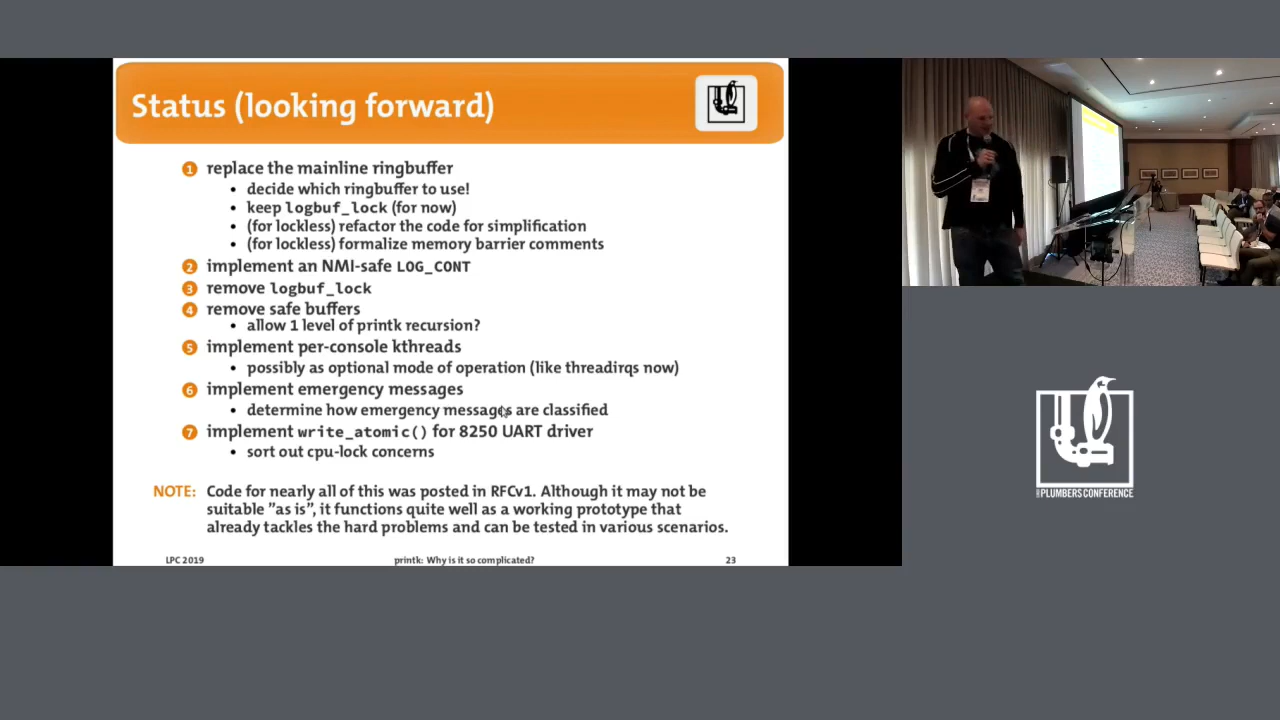 Status (looking forward)
1 replace the mainline ringbuffer
• decide which ringbuffer to use!
• keep logbuf_lock (for now)
• (for lockless) refactor the code for simplification
• (for lockless) formalize memory barrier comments
2 implement an NMI-safe LOG_CONT
3 remove logbuf_lock
4 remove safe buffers
• allow 1 level of printk recursion?
5 implement per-console kthreads
• possibly as optional mode of operation (like threadirqs now)
6 implement emergency messages
• determine how emergency messages are classified
7 implement write_atomic() for 8250 UART driver
• sort out cpu-lock concerns
NOTE: Code for nearly all of this was posted in RFCv1. Although it may not be
suitable "as is", it functions quite well as a working prototype that
already tackles the hard problems and can be tested in various scenarios.
LPC 2019 printk: Why is it so complicated? 23
PLUMBERS CONFERENCE